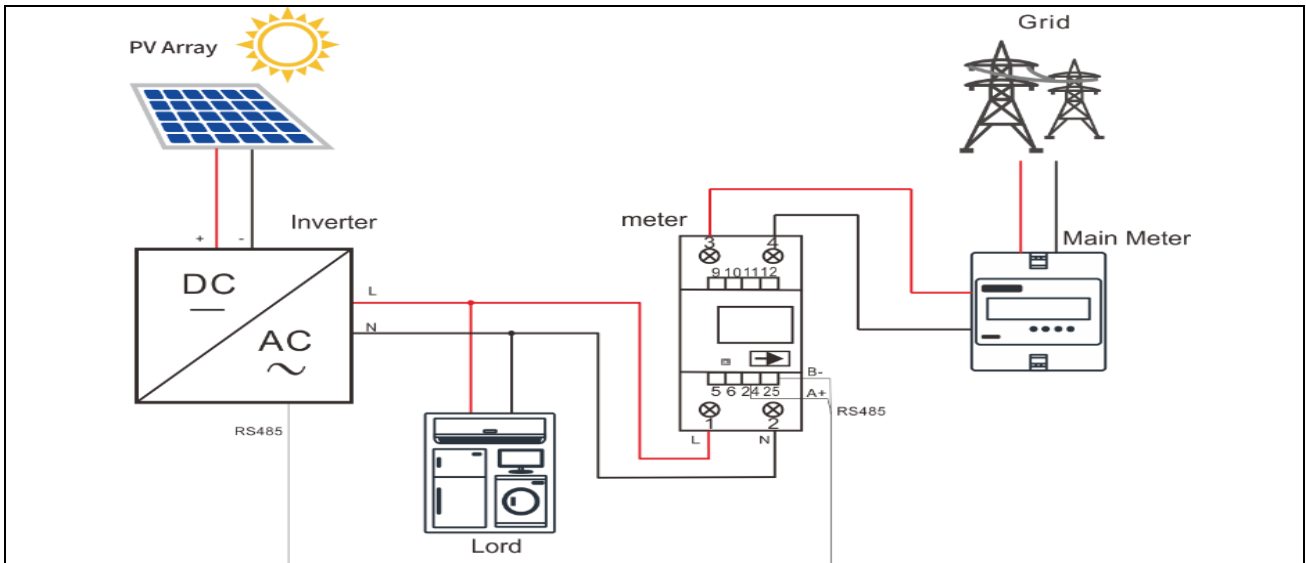 Grid
PV Array
meter
Inverter
+ -
Main Meter
3 4
9 10 11 12
DC
L
N
AC
B-
5 6 24 25
A+
RS485
1 2
L N
RS485
Lord